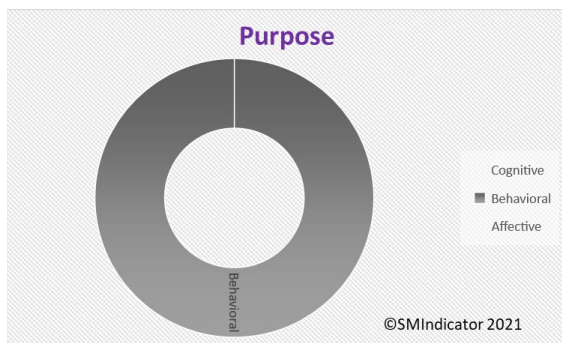 Purpose
Cognitive
Behavioral
Affective
Behavioral
©SMIndicator 2021